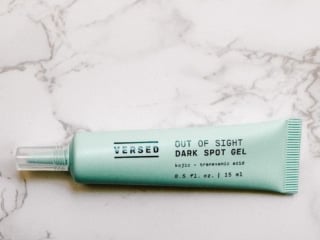 VERSED
OUT OF SIGHT
DARK SPOT GEL
kojic + tranexamic acid
0.5 fl. oz. | 15 ml